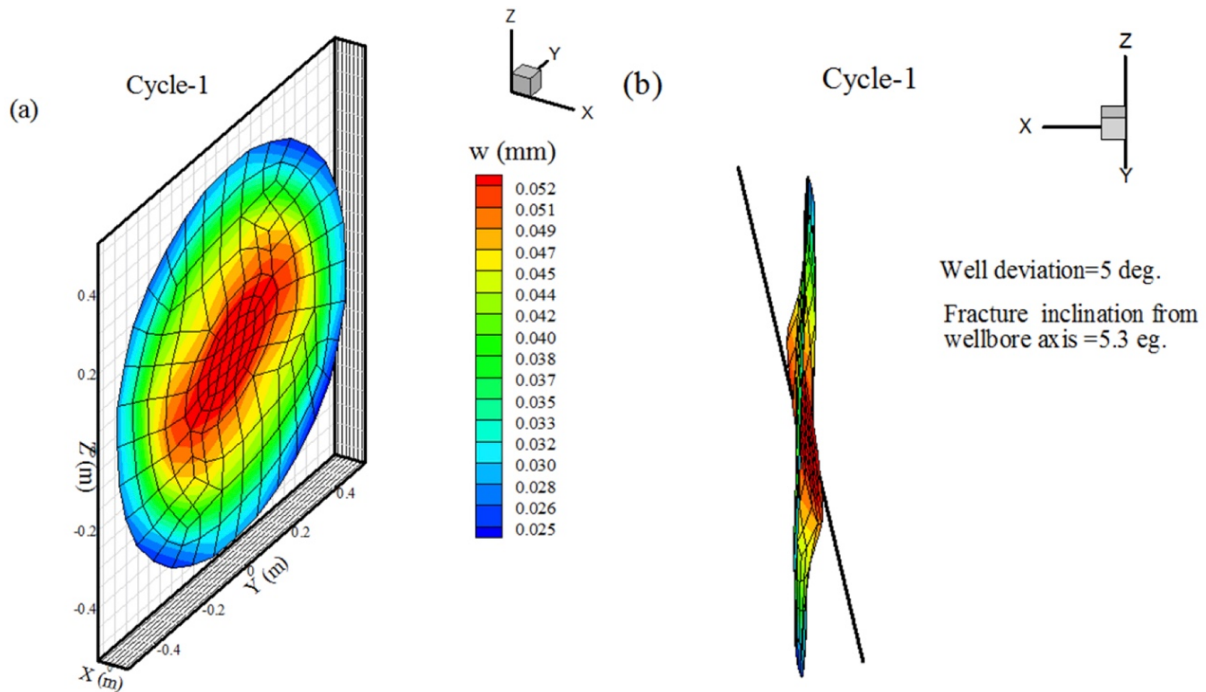 (a)
Cycle-1
Z
Y
X
w (mm)
0.052
0.051
0.049
0.047
0.045
0.044
0.042
0.040
0.038
0.037
0.035
0.033
0.032
0.030
0.028
0.026
0.025
0.4
0.2
0
Z (m)
-0.2
-0.4
X (m)
-0.4
-0.2
0
Y (m)
0.2
0.4
(b)
Cycle-1
Z
X
Y
Well deviation=5 deg.
Fracture inclination from
wellbore axis =5.3 eg.